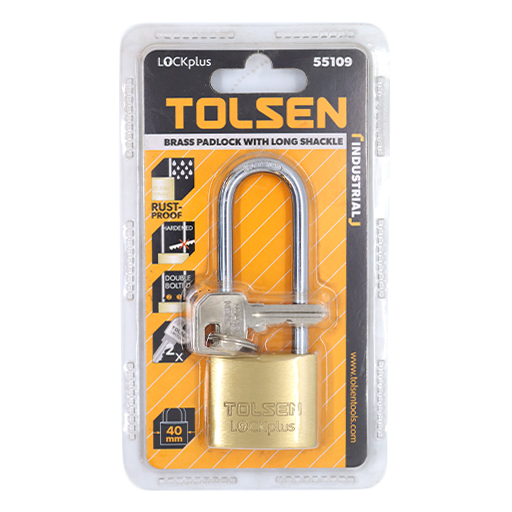 LOCKplus
55109
TOLSEN
BRASS PADLOCK WITH LONG SHACKLE
INDUSTRIAL
RUST-
PROOF
HARDENED
DOUBLE
BOLTED
2x
40
mm
TOLSEN
LOCKplus
www.tolsentools.com